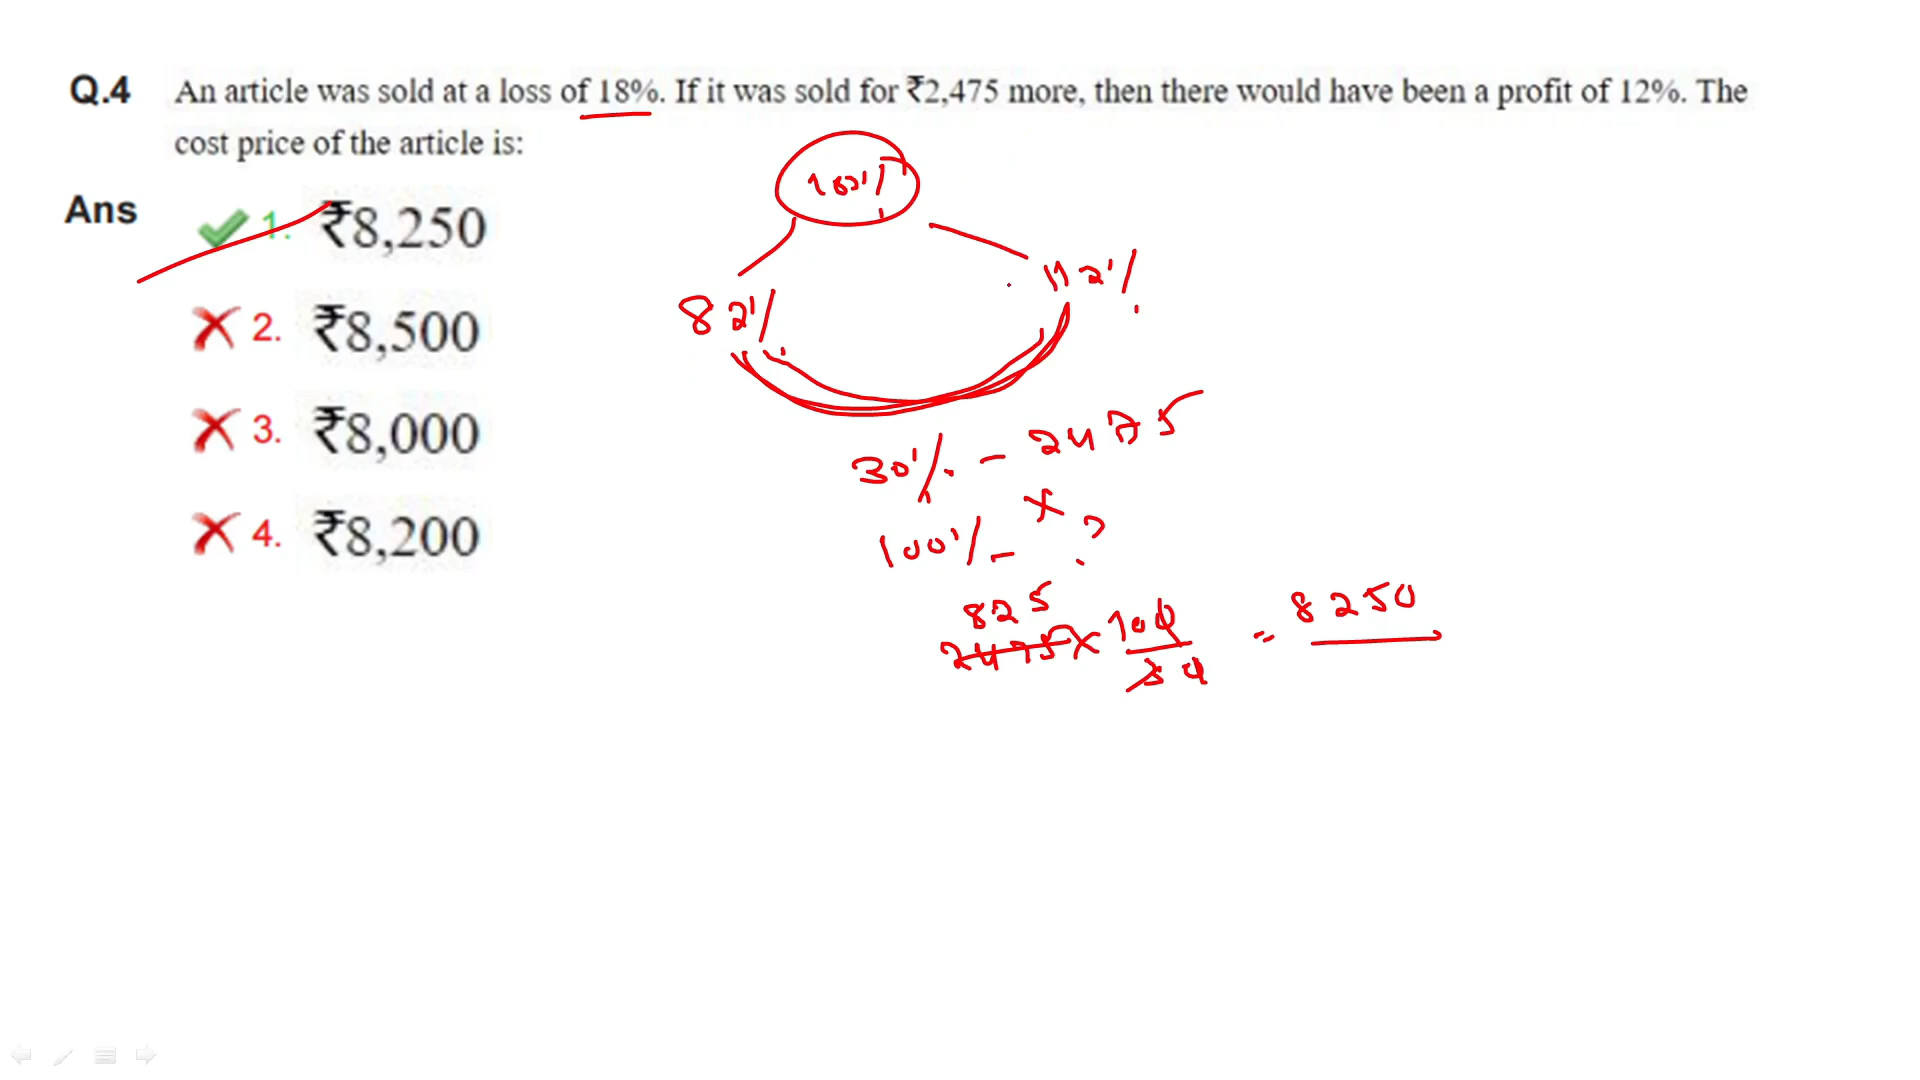 Q.4 An article was sold at a loss of 18%. If it was sold for ₹2,475 more, then there would have been a profit of 12%. The
cost price of the article is:
Ans 1. ₹8,250
2. ₹8,500
3. ₹8,000
4. ₹8,200
100%
82% 112%
30% - 2475
100% - ?
825
2475 x 100/30 = 8250